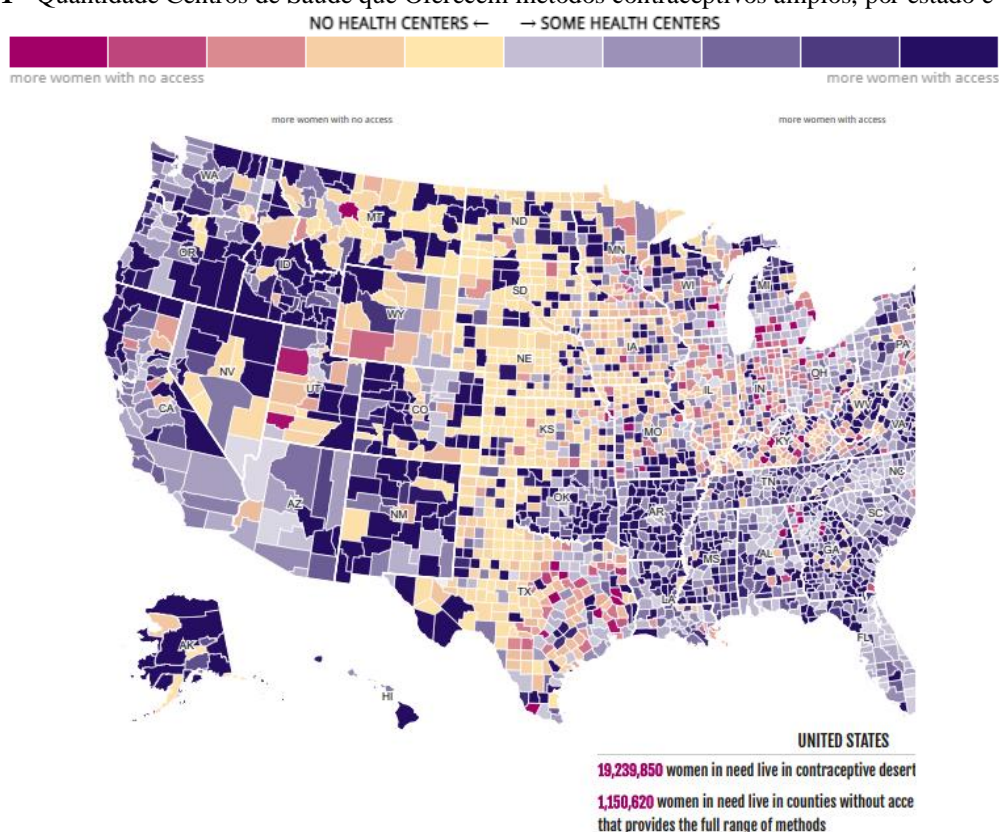 Quantidade Centros de Saúde que Oferecem métodos contraceptivos amplos, por estado e
NO HEALTH CENTERS ← → SOME HEALTH CENTERS
more women with no access more women with access
more women with no access more women with access
WA
MT
ND
MN
OR
ID
SD
WI
MI
WY
IA
PA
NE
NV
UT
IL
IN
OH
CO
WV
CA
KS
MO
VA
KY
NC
TN
AZ
NM
OK
AR
SC
MS
AL
GA
TX
LA
FL
AK
HI
UNITED STATES
19,239,850 women in need live in contraceptive desert
1,150,620 women in need live in counties without acce
that provides the full range of methods